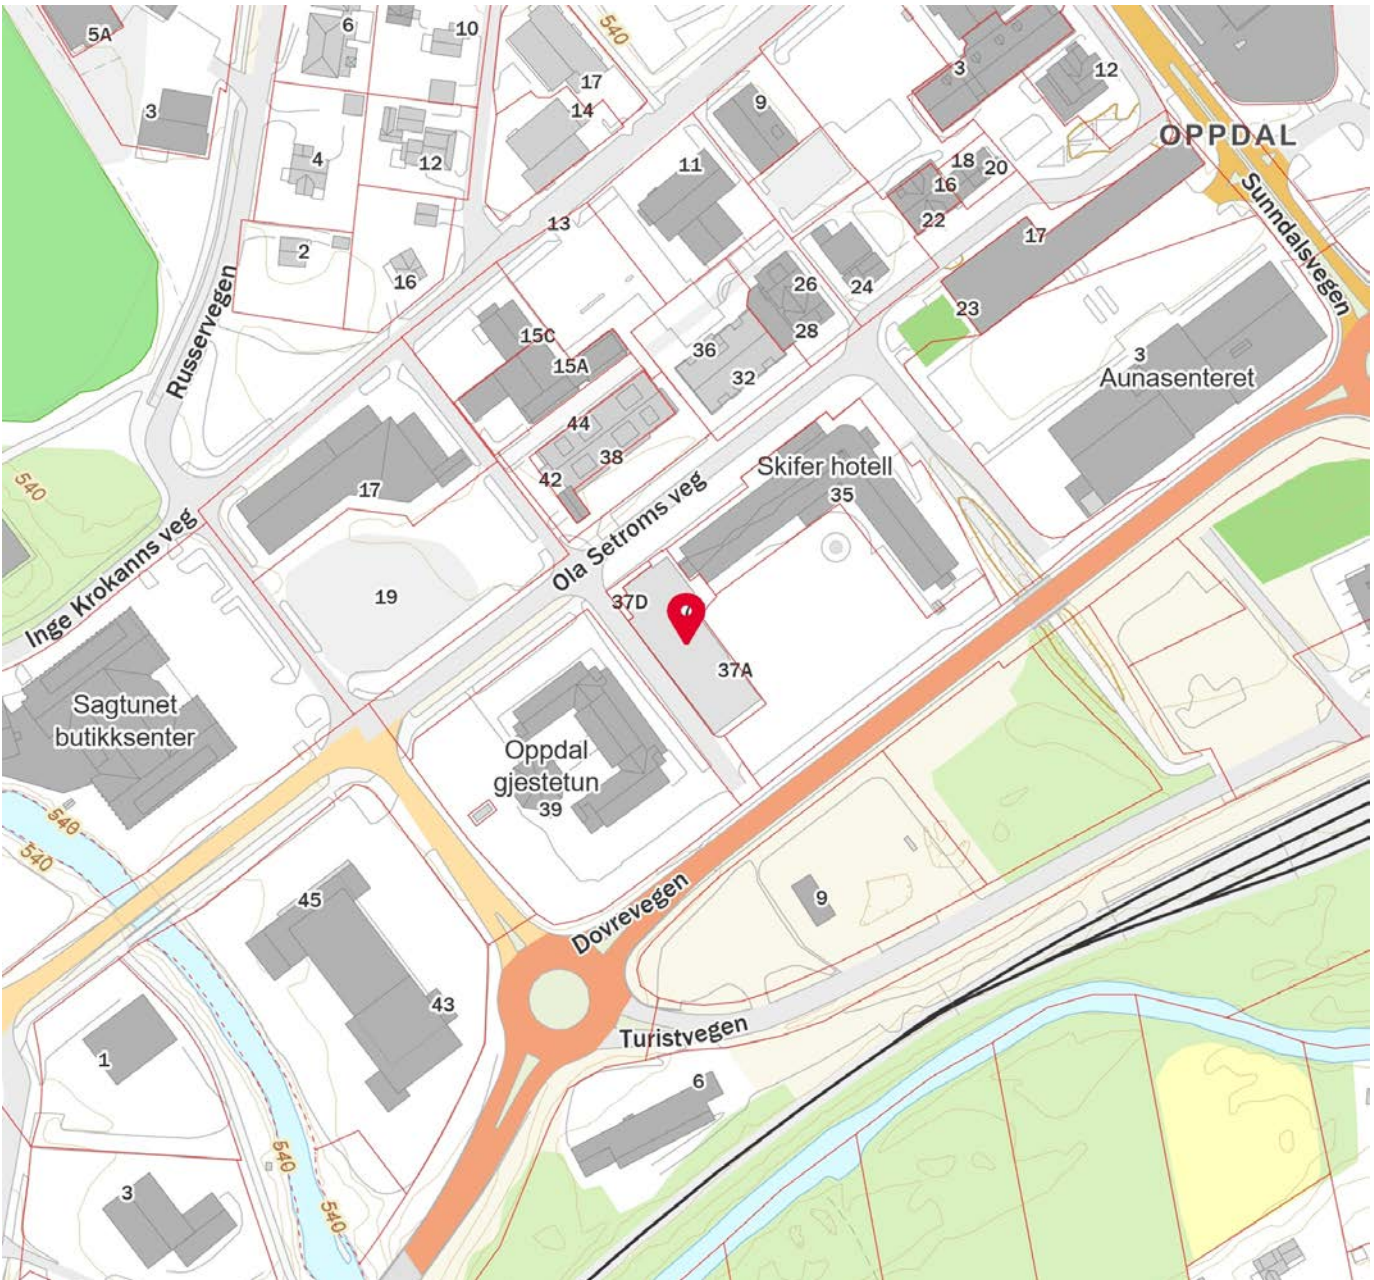 5A
6
10
540
17
3
12
9
14
3
OPPDAL
4
12
11
18
20
16
Sunndalsvegen
22
13
17
2
16
26
24
Russervegen
28
23
15C
36
15A
32
3
Aunasenteret
44
38
42
Skifer hotell
35
540
17
Ola Setroms veg
Inge Krokanns veg
19
37D
37A
Sagtunet
butikksenter
Oppdal
gjestetun
39
540
540
45
9
Dovrevegen
43
Turistvegen
1
6
540
3
540